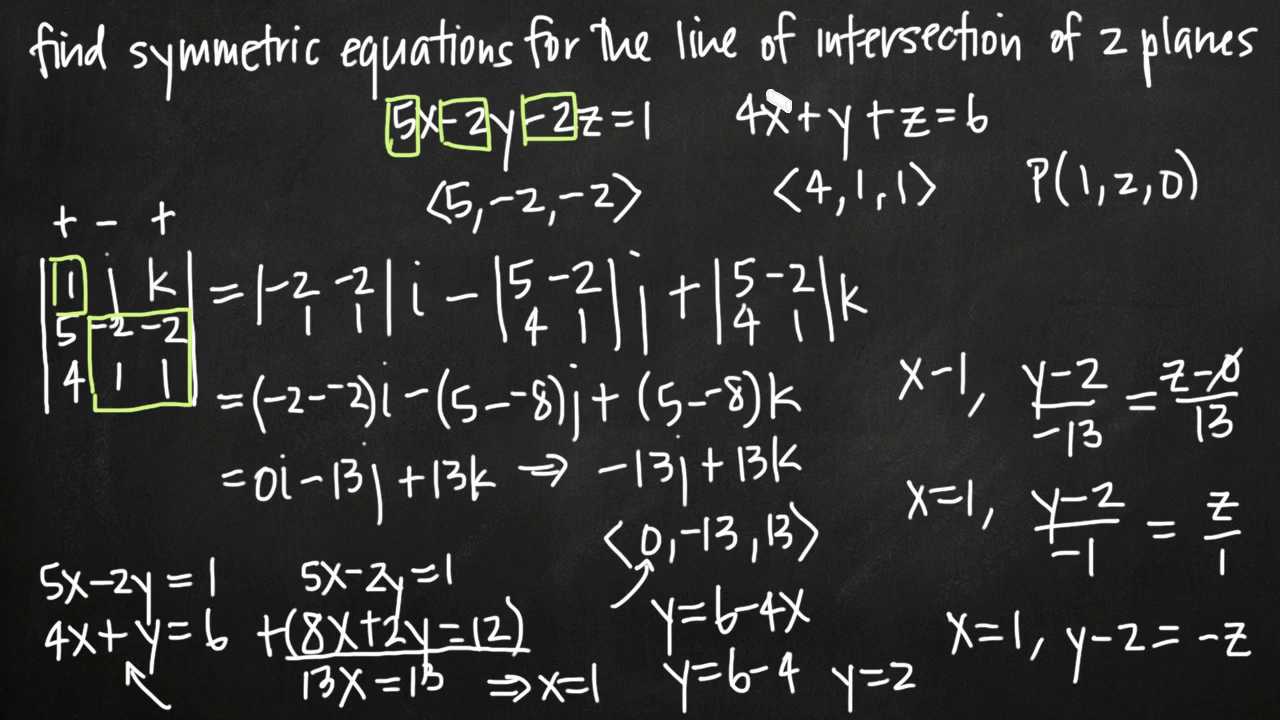 find symmetric equations for the line of intersection of 2 planes
5x-2y-2z=1 4x+y+z=6
⟨5,-2,-2⟩ ⟨4,1,1⟩ P(1,2,0)
+ - +
|1 j k| = |-2 -2| i - |5 -2| j + |5 -2| k
|5 -2 -2| |1 1| |4 1| |4 1|
|4 1 1|
=(-2--2)i-(5--8)j+(5--8)k
=0i-13j+13k ⇒ -13j+13k
⟨0,-13,13⟩
x-1, (y-2)/-13 = (z-0)/13
x=1, (y-2)/-1 = z/1
x=1, y-2=-z
5x-2y=1
4x+y=6
5x-2y=1
+(8x+2y=12)
13x=13 ⇒ x=1
y=6-4x
y=6-4 y=2